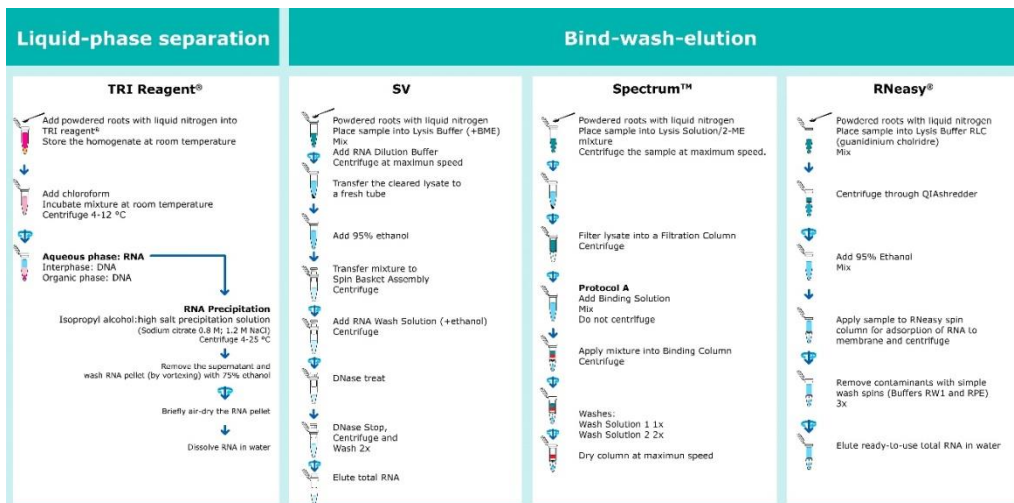 Liquid-phase separation
Bind-wash-elution
TRI Reagent®
Add powdered roots with liquid nitrogen into
TRI reagent®
Store the homogenate at room temperature
Add chloroform
Incubate mixture at room temperature
Centrifuge 4-12 °C
Aqueous phase: RNA
Interphase: DNA
Organic phase: DNA
RNA Precipitation
Isopropyl alcohol:high salt precipitation solution
(Sodium citrate 0.8 M; 1.2 M NaCl)
Centrifuge 4-25 °C
Remove the supernatant and
wash RNA pellet (by vortexing) with 75% ethanol
Briefly air-dry the RNA pellet
Dissolve RNA in water
SV
Powdered roots with liquid nitrogen
Place sample into Lysis Buffer (+BME)
Mix
Add RNA Dilution Buffer
Centrifuge at maximun speed
Transfer the cleared lysate to
a fresh tube
Add 95% ethanol
Transfer mixture to
Spin Basket Assembly
Centrifuge
Add RNA Wash Solution (+ethanol)
Centrifuge
DNase treat
DNase Stop,
Centrifuge and
Wash 2x
Elute total RNA
Spectrum™
Powdered roots with liquid nitrogen
Place sample into Lysis Solution/2-ME
mixture
Centrifuge the sample at maximum speed.
Filter lysate into a Filtration Column
Centrifuge
Protocol A
Add Binding Solution
Mix
Do not centrifuge
Apply mixture into Binding Column
Centrifuge
Washes:
Wash Solution 1 1x
Wash Solution 2 2x
Dry column at maximun speed
RNeasy®
Powdered roots with liquid nitrogen
Place sample into Lysis Buffer RLC
(guanidinium cholridre)
Mix
Centrifuge through QIAshredder
Add 95% Ethanol
Mix
Apply sample to RNeasy spin
column for adsorption of RNA to
membrane and centrifuge
Remove contaminants with simple
wash spins (Buffers RW1 and RPE)
3x
Elute ready-to-use total RNA in water